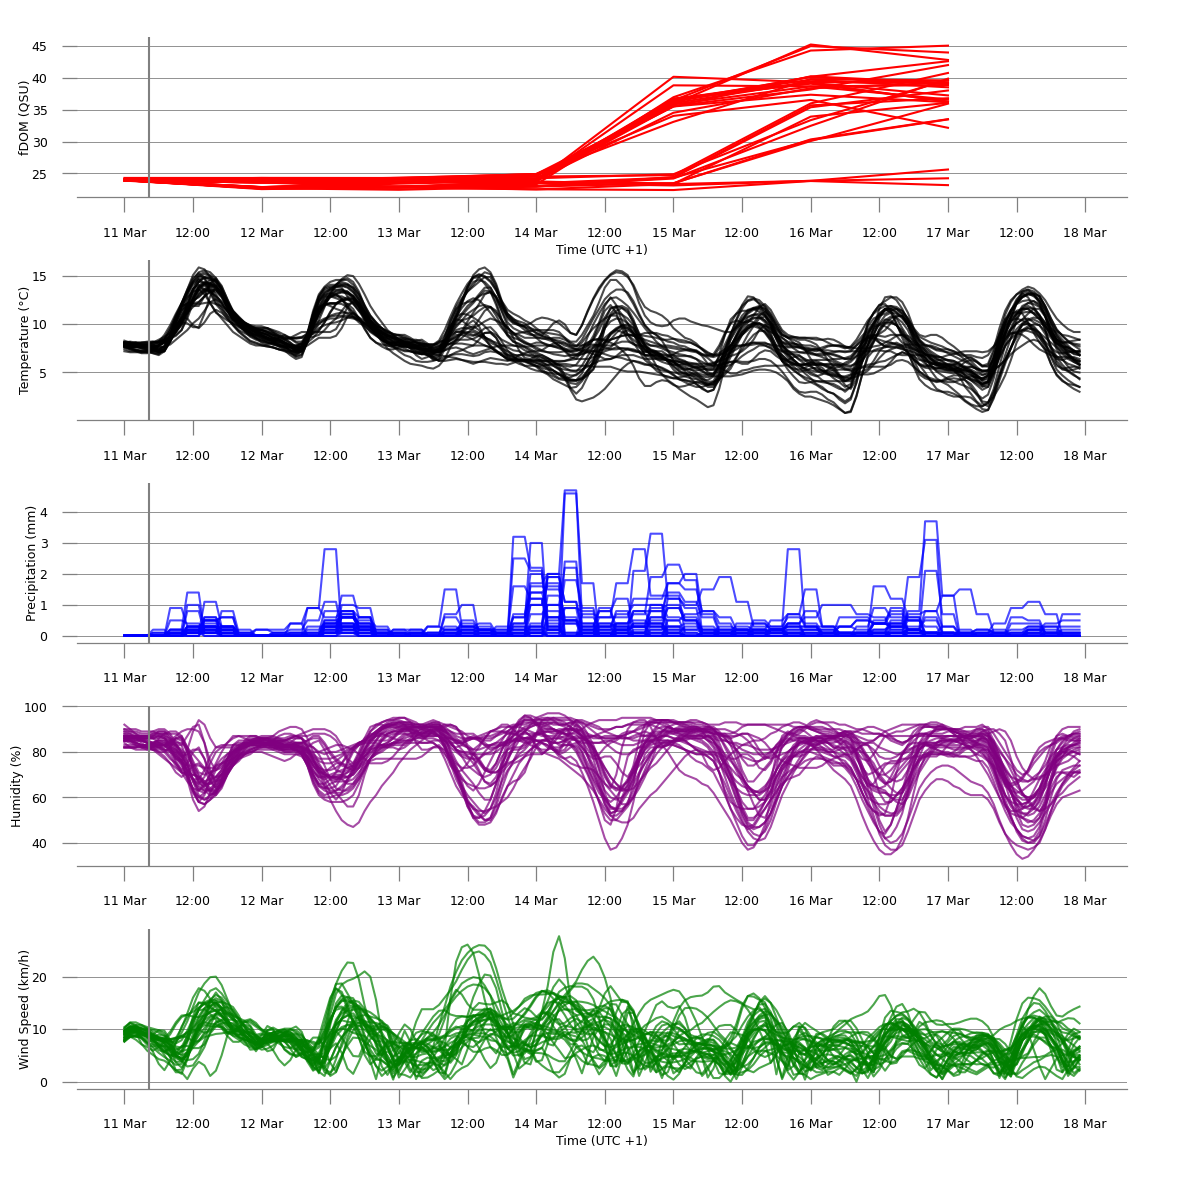 45
40
35
30
25
fDOM (QSU)
11 Mar 12:00 12 Mar 12:00 13 Mar 12:00 14 Mar 12:00 15 Mar 12:00 16 Mar 12:00 17 Mar 12:00 18 Mar
Time (UTC +1)
15
10
5
Temperature (°C)
11 Mar 12:00 12 Mar 12:00 13 Mar 12:00 14 Mar 12:00 15 Mar 12:00 16 Mar 12:00 17 Mar 12:00 18 Mar
4
3
2
1
0
Precipitation (mm)
11 Mar 12:00 12 Mar 12:00 13 Mar 12:00 14 Mar 12:00 15 Mar 12:00 16 Mar 12:00 17 Mar 12:00 18 Mar
100
80
60
40
Humidity (%)
11 Mar 12:00 12 Mar 12:00 13 Mar 12:00 14 Mar 12:00 15 Mar 12:00 16 Mar 12:00 17 Mar 12:00 18 Mar
20
10
0
Wind Speed (km/h)
11 Mar 12:00 12 Mar 12:00 13 Mar 12:00 14 Mar 12:00 15 Mar 12:00 16 Mar 12:00 17 Mar 12:00 18 Mar
Time (UTC +1)